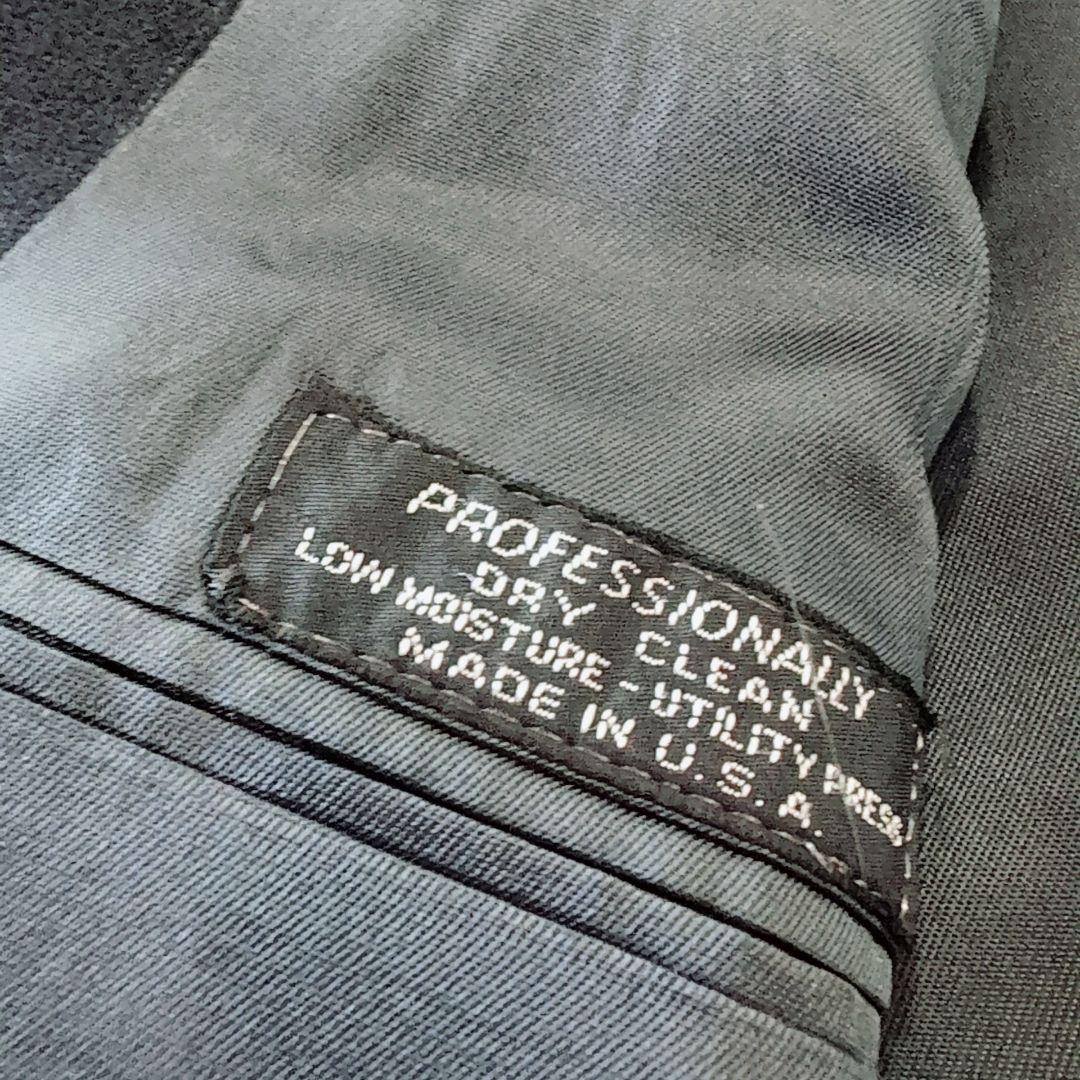 PROFESSIONALLY
DRY CLEAN
LOW MOISTURE - UTILITY PRESS
MADE IN U.S.A.